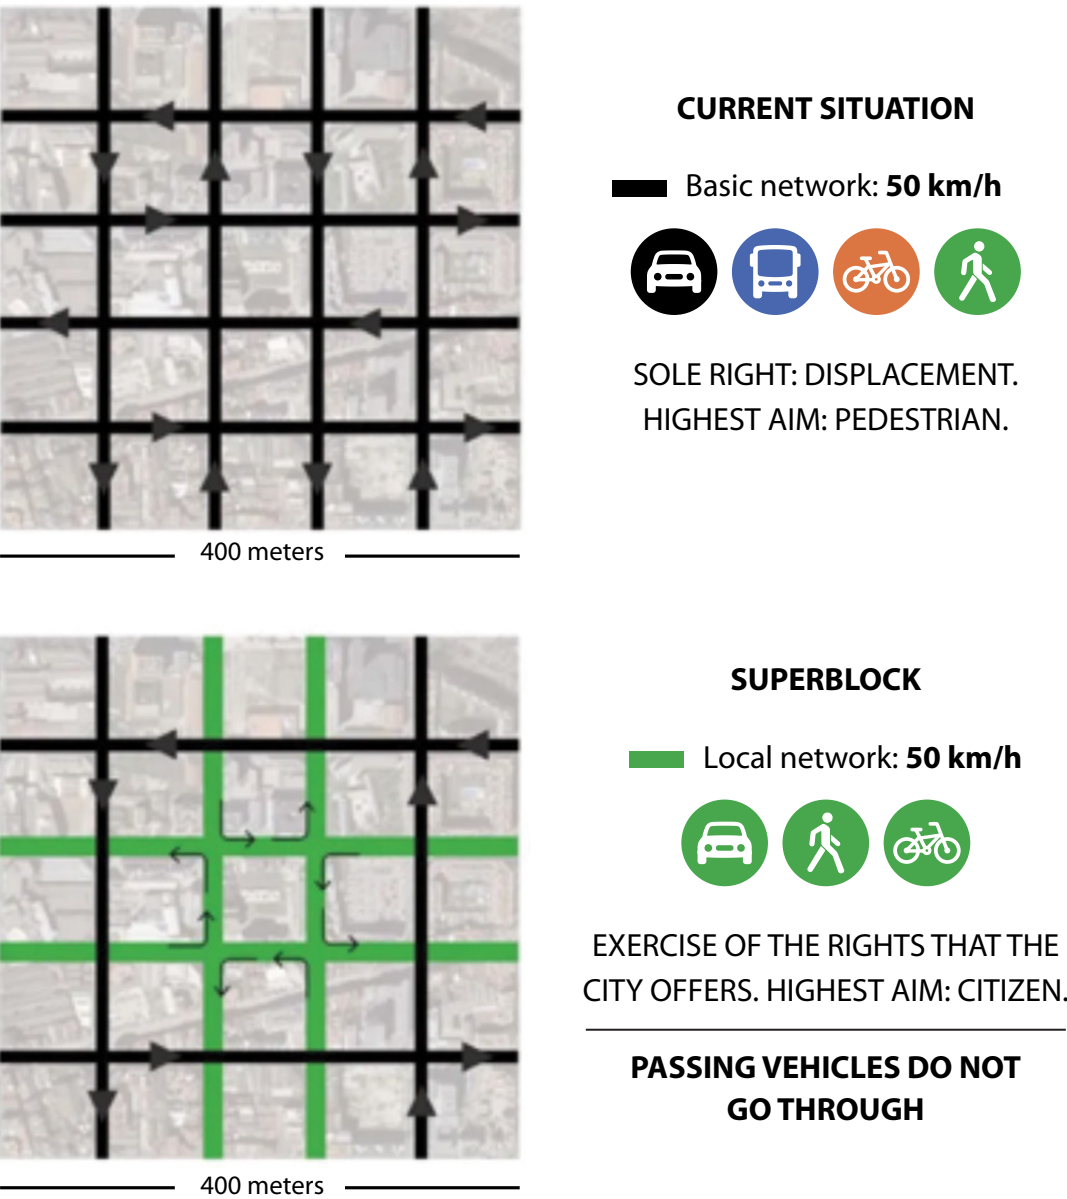 CURRENT SITUATION
Basic network: 50 km/h
SOLE RIGHT: DISPLACEMENT.
HIGHEST AIM: PEDESTRIAN.
400 meters
SUPERBLOCK
Local network: 50 km/h
EXERCISE OF THE RIGHTS THAT THE
CITY OFFERS. HIGHEST AIM: CITIZEN.
PASSING VEHICLES DO NOT
GO THROUGH
400 meters